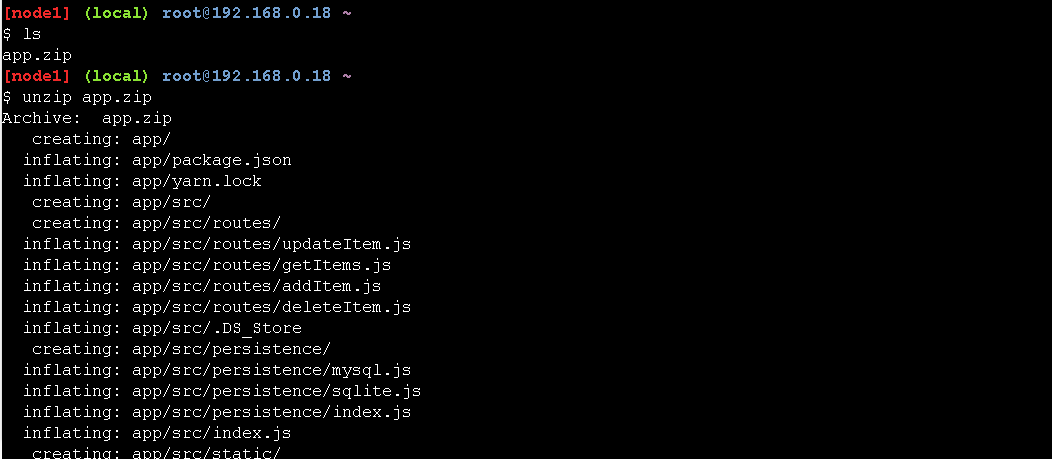 [node1] (local) root@192.168.0.18 ~
$ ls
app.zip
[node1] (local) root@192.168.0.18 ~
$ unzip app.zip
Archive:  app.zip
   creating: app/
  inflating: app/package.json
  inflating: app/yarn.lock
   creating: app/src/
   creating: app/src/routes/
  inflating: app/src/routes/updateItem.js
  inflating: app/src/routes/getItems.js
  inflating: app/src/routes/addItem.js
  inflating: app/src/routes/deleteItem.js
  inflating: app/src/.DS_Store
   creating: app/src/persistence/
  inflating: app/src/persistence/mysql.js
  inflating: app/src/persistence/sqlite.js
  inflating: app/src/persistence/index.js
  inflating: app/src/index.js
   creating: app/src/static/